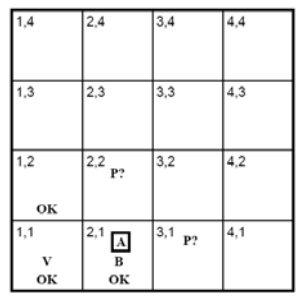 1,4 2,4 3,4 4,4
1,3 2,3 3,3 4,3
1,2 2,2 3,2 4,2
P?
OK
1,1 2,1 A 3,1 P? 4,1
V B
OK OK